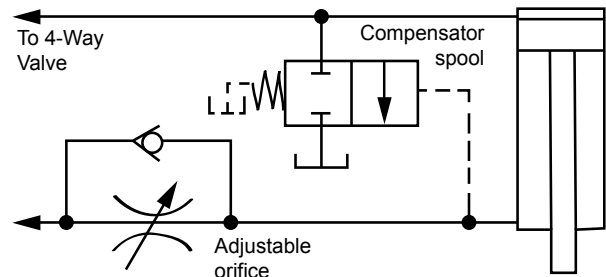 To 4-Way
Valve
Compensator
spool
Adjustable
orifice